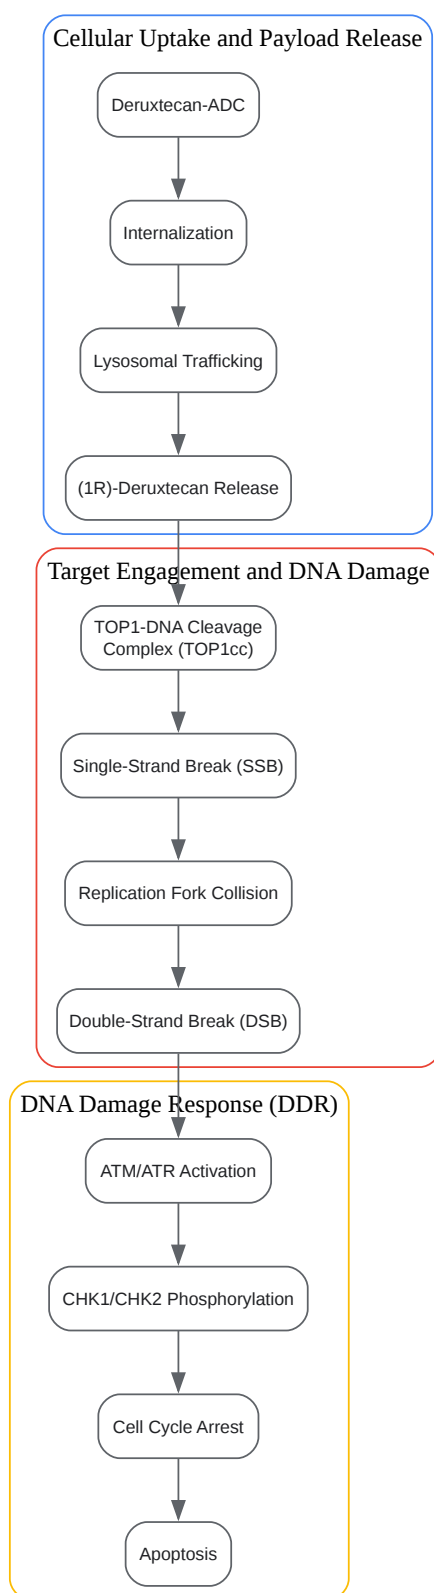 Cellular Uptake and Payload Release
Deruxtecan-ADC
Internalization
Lysosomal Trafficking
(1R)-Deruxtecan Release
Target Engagement and DNA Damage
TOP1-DNA Cleavage
Complex (TOP1cc)
Single-Strand Break (SSB)
Replication Fork Collision
Double-Strand Break (DSB)
DNA Damage Response (DDR)
ATM/ATR Activation
CHK1/CHK2 Phosphorylation
Cell Cycle Arrest
Apoptosis